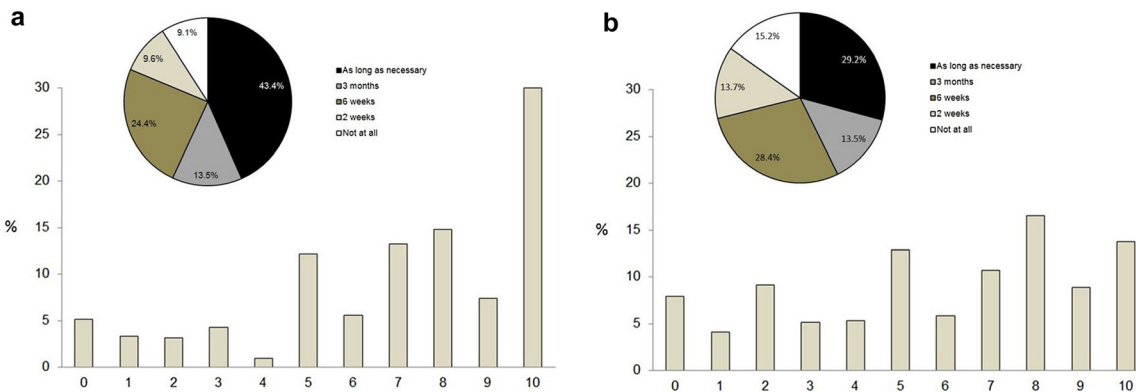 a
9.1%
9.6%
43.4%
24.4%
13.5%
As long as necessary
3 months
6 weeks
2 weeks
Not at all
30
25
20
15
%
10
5
0
0 1 2 3 4 5 6 7 8 9 10
b
15.2%
29.2%
13.7%
13.5%
28.4%
As long as necessary
3 months
6 weeks
2 weeks
Not at all
30
25
20
15
%
10
5
0
0 1 2 3 4 5 6 7 8 9 10